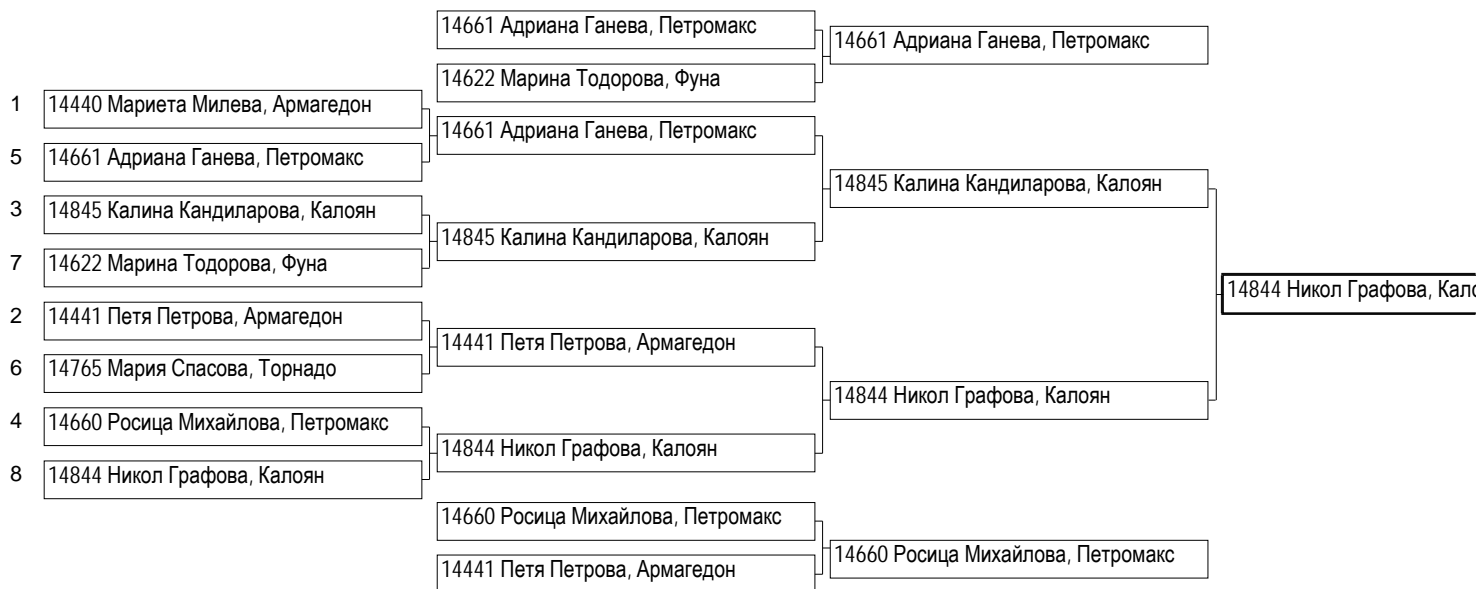 14661 Адриана Ганева, Петромакс
14661 Адриана Ганева, Петромакс
14622 Марина Тодорова, Фуна
1 14440 Мариета Милева, Армагедон
14661 Адриана Ганева, Петромакс
5 14661 Адриана Ганева, Петромакс
14845 Калина Кандиларова, Калоян
3 14845 Калина Кандиларова, Калоян
14845 Калина Кандиларова, Калоян
7 14622 Марина Тодорова, Фуна
14844 Никол Графова, Кало
2 14441 Петя Петрова, Армагедон
14441 Петя Петрова, Армагедон
6 14765 Мария Спасова, Торнадо
14844 Никол Графова, Калоян
4 14660 Росица Михайлова, Петромакс
14844 Никол Графова, Калоян
8 14844 Никол Графова, Калоян
14660 Росица Михайлова, Петромакс
14660 Росица Михайлова, Петромакс
14441 Петя Петрова, Армагедон